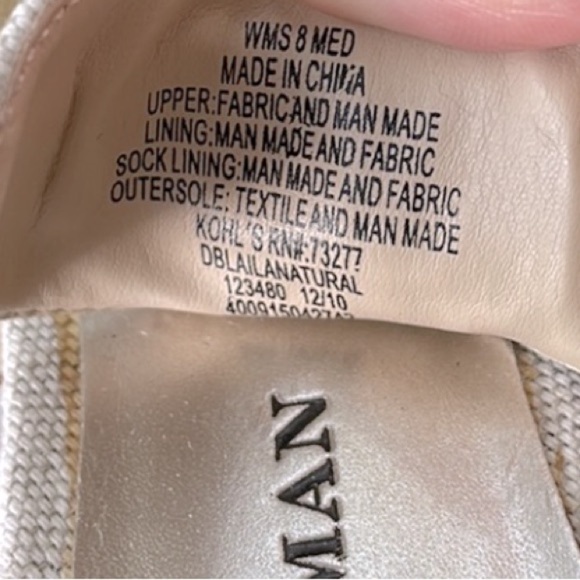 WMS 8 MED
MADE IN CHINA
UPPER:FABRIC AND MAN MADE
LINING:MAN MADE AND FABRIC
SOCK LINING:MAN MADE AND FABRIC
OUTERSOLE: TEXTILE AND MAN MADE
KOHL'S RN#:73277
DBLAILANATURAL
123480 12/10
MAN